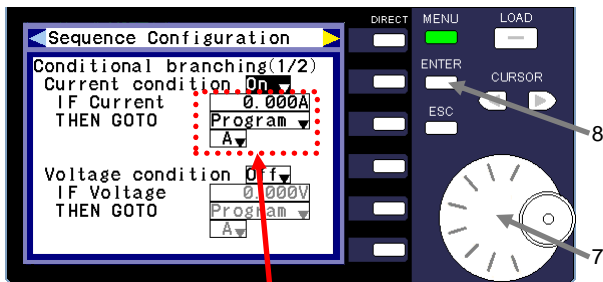 Sequence Configuration
Conditional branching(1/2)
Current condition On
IF Current 0.000A
THEN GOTO Program
A
Voltage condition Off
IF Voltage 0.000V
THEN GOTO Program
A
DIRECT MENU LOAD
ENTER
CURSOR
ESC
8
7